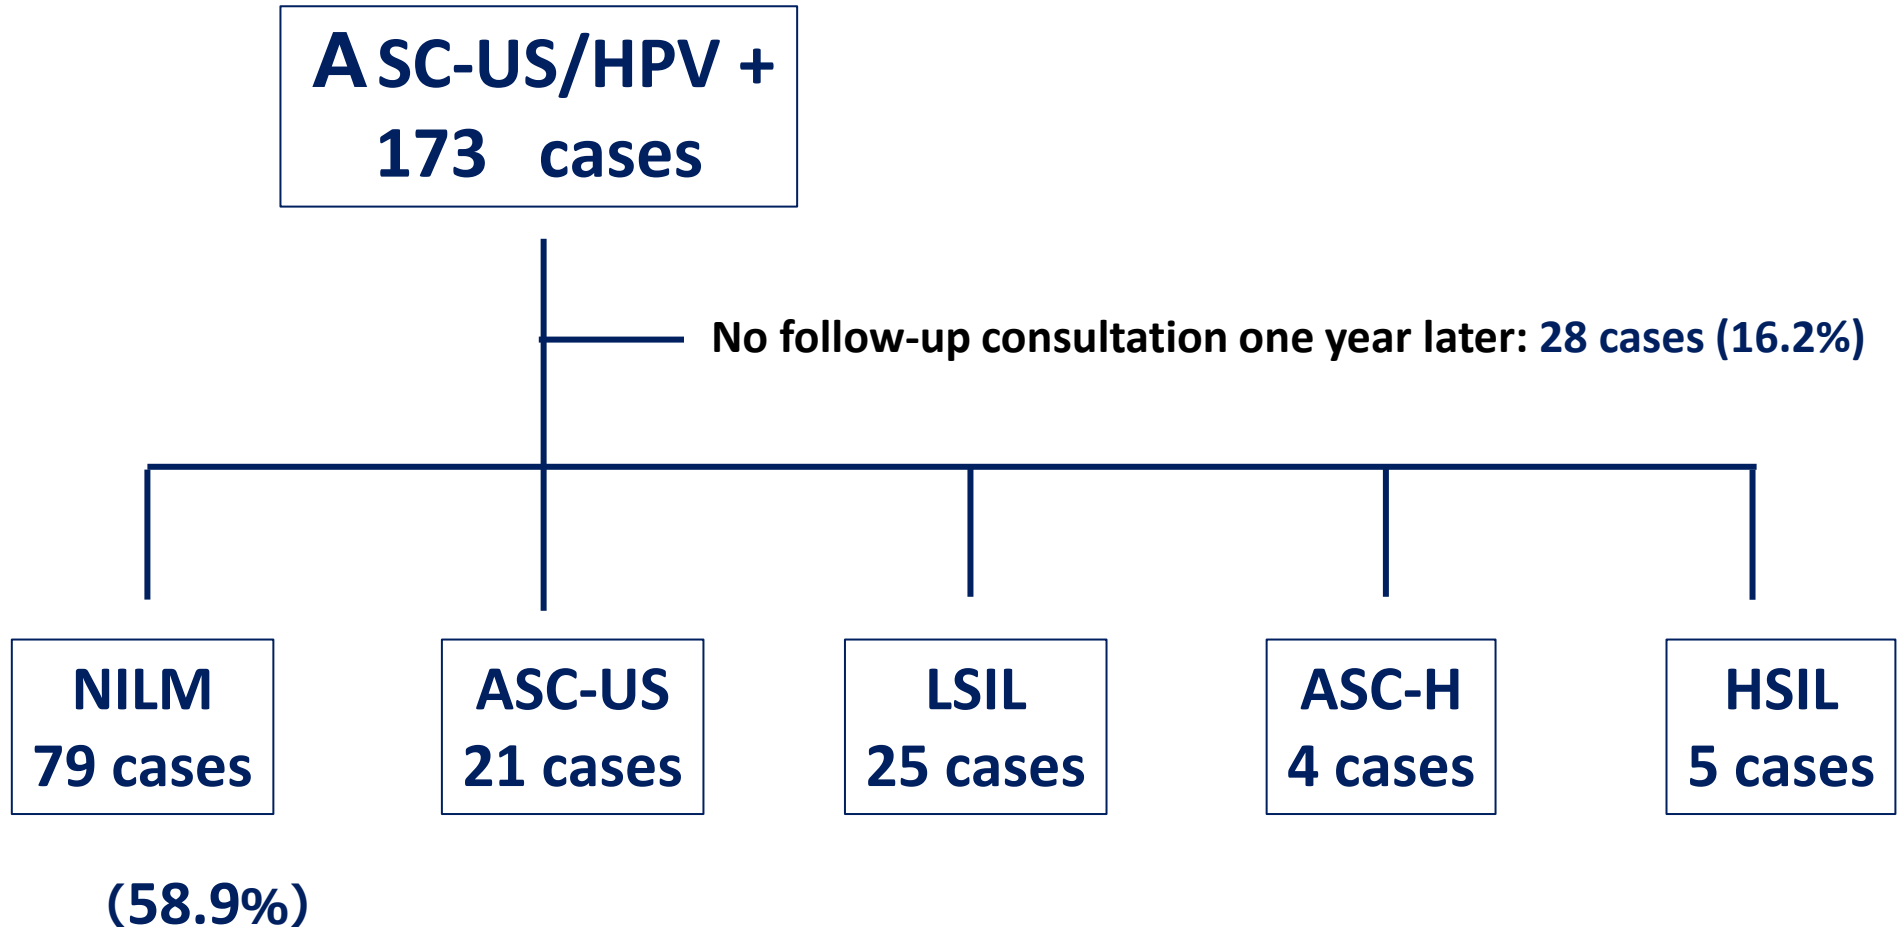 A SC-US/HPV +
173 cases
No follow-up consultation one year later: 28 cases (16.2%)
NILM
79 cases
ASC-US
21 cases
LSIL
25 cases
ASC-H
4 cases
HSIL
5 cases
(58.9%)